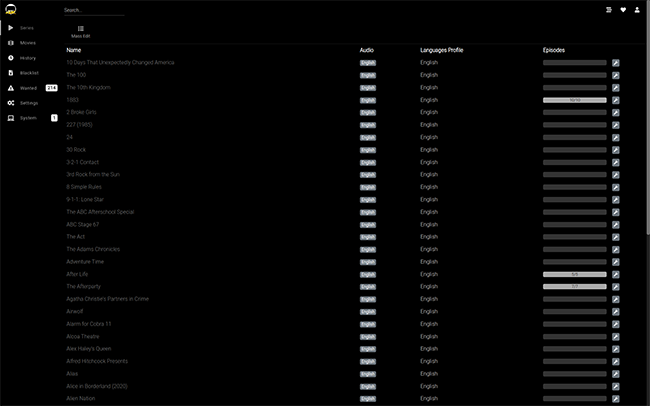 Search...
Series
Movies
History
Blacklist
Wanted 214
Settings
System 1
Mass Edit
Name Audio Languages Profile Episodes
10 Days That Unexpectedly Changed America English English
The 100 English English
The 10th Kingdom English English
1883 English English 10/10
2 Broke Girls English English
227 (1985) English English
24 English English
30 Rock English English
3-2-1 Contact English English
3rd Rock from the Sun English English
8 Simple Rules English English
9-1-1: Lone Star English English
The ABC Afterschool Special English English
ABC Stage 67 English English
The Act English English
The Adams Chronicles English English
Adventure Time English English
After Life English English
The Afterparty English English
Agatha Christie's Partners in Crime English English
Airwolf English English
Alarm for Cobra 11 English English
Alcoa Theatre English English
Alex Haley's Queen English English
Alfred Hitchcock Presents English English
Alias English English
Alice in Borderland (2020) English English
Alien Nation English English